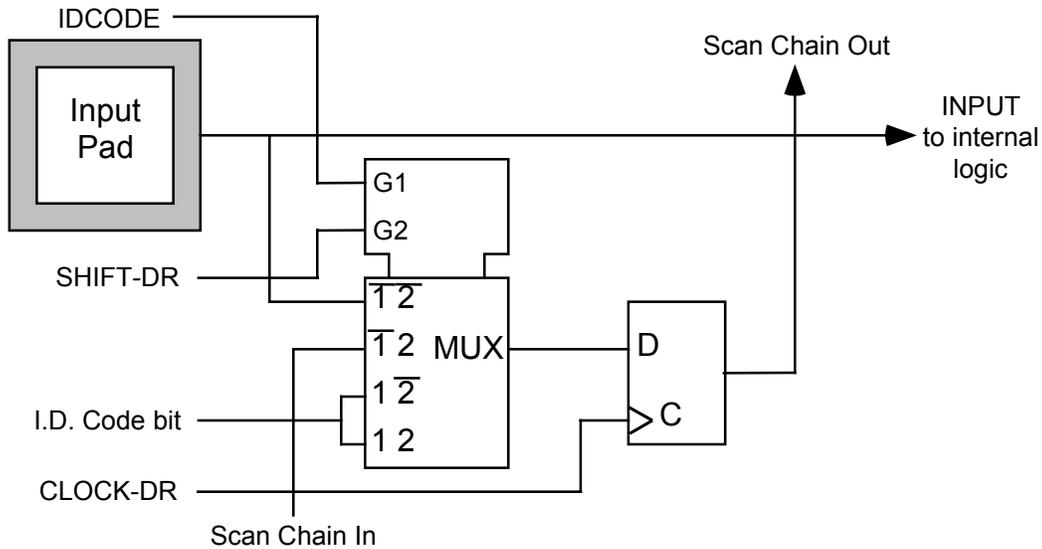 IDCODE
Scan Chain Out
Input
Pad
INPUT
to internal
logic
G1
G2
SHIFT-DR
1̅ 2̅
1̅ 2
MUX
D
1 2̅
I.D. Code bit
C
1 2
CLOCK-DR
Scan Chain In